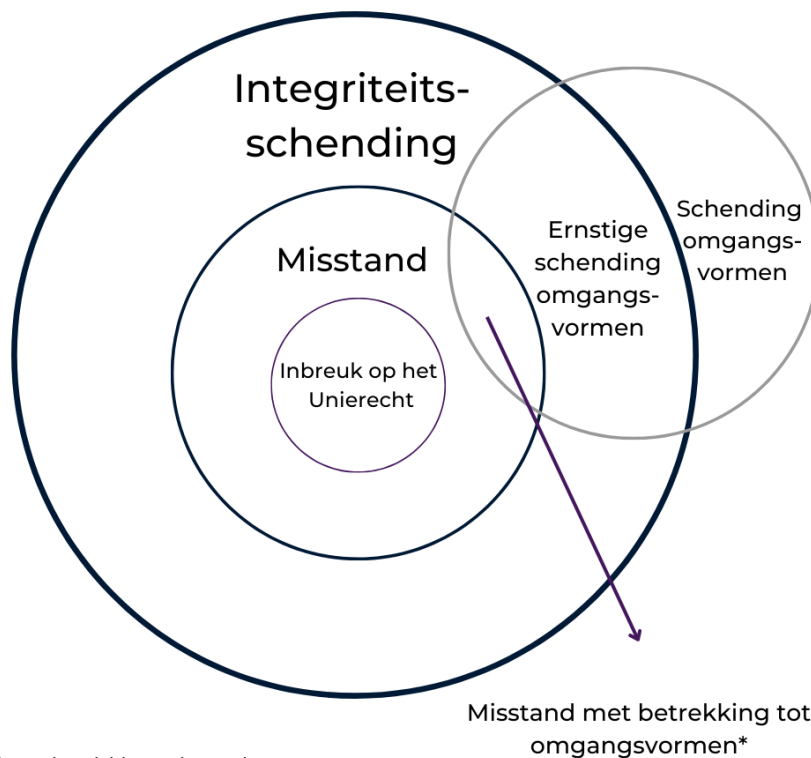 Integriteits-
schending
Misstand
Inbreuk op het
Unierecht
Ernstige
schending
omgangs-
vormen
Schending
omgangs-
vormen
Misstand met betrekking tot
omgangsvormen*